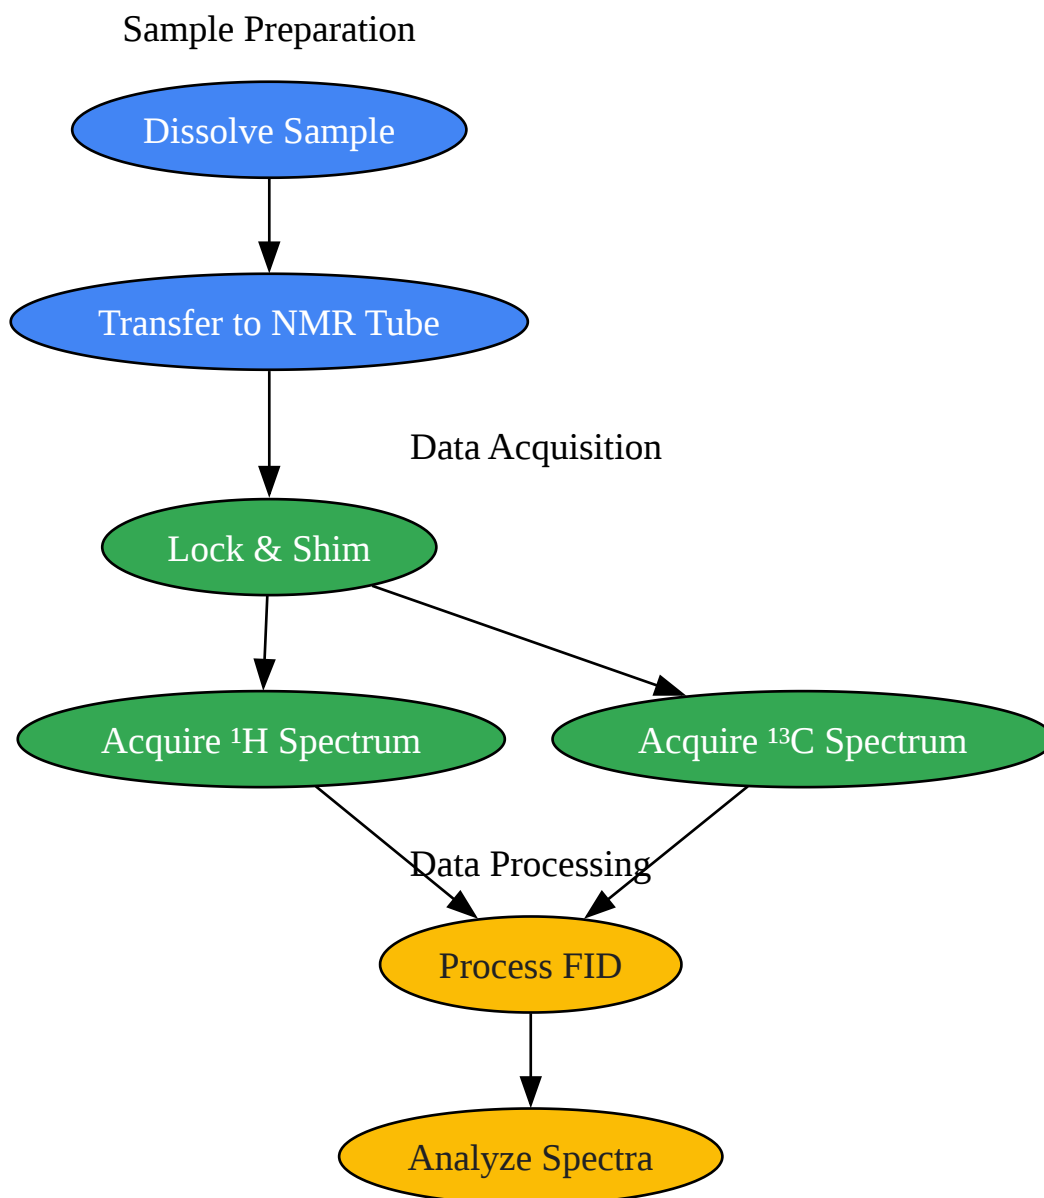 Sample Preparation
Dissolve Sample
Transfer to NMR Tube
Data Acquisition
Lock & Shim
Acquire ¹H Spectrum
Acquire ¹³C Spectrum
Data Processing
Process FID
Analyze Spectra